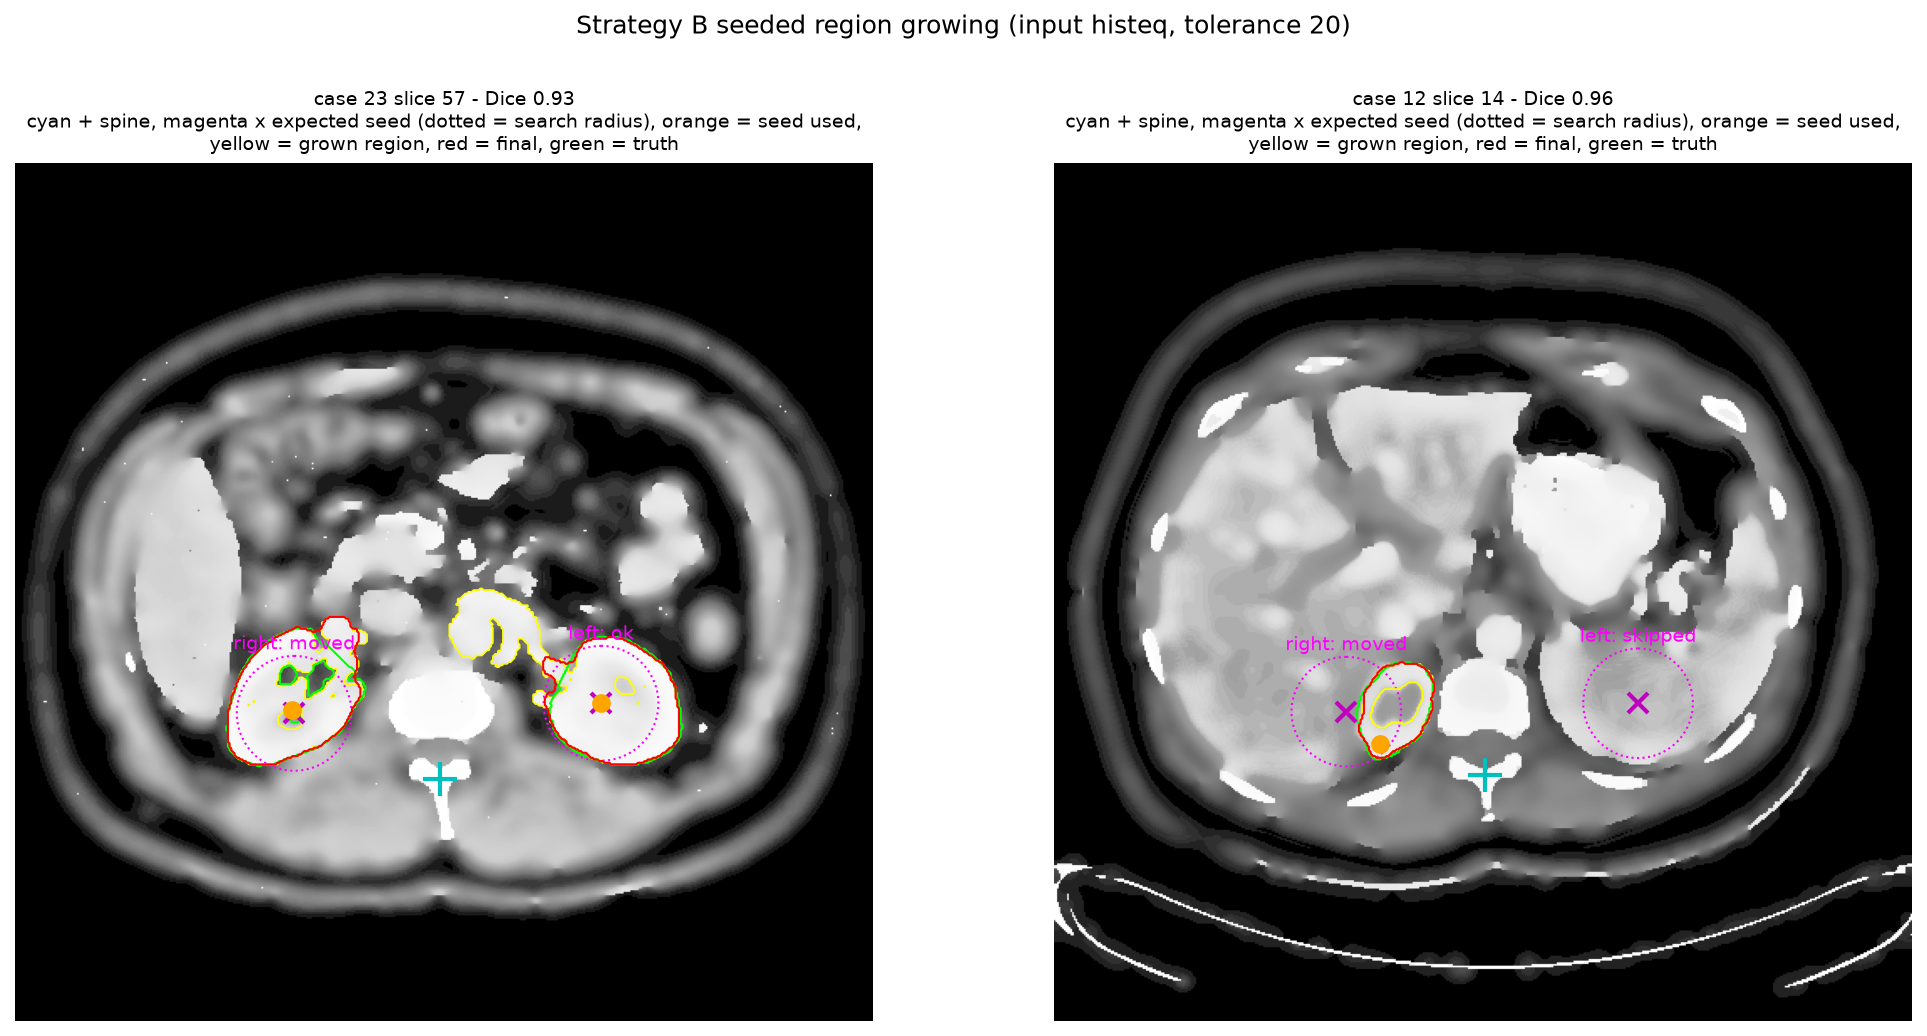 Strategy B seeded region growing (input histeq, tolerance 20)
case 23 slice 57 - Dice 0.93
cyan + spine, magenta x expected seed (dotted = search radius), orange = seed used,
yellow = grown region, red = final, green = truth
right: moved
left: ok
case 12 slice 14 - Dice 0.96
cyan + spine, magenta x expected seed (dotted = search radius), orange = seed used,
yellow = grown region, red = final, green = truth
right: moved
left: skipped